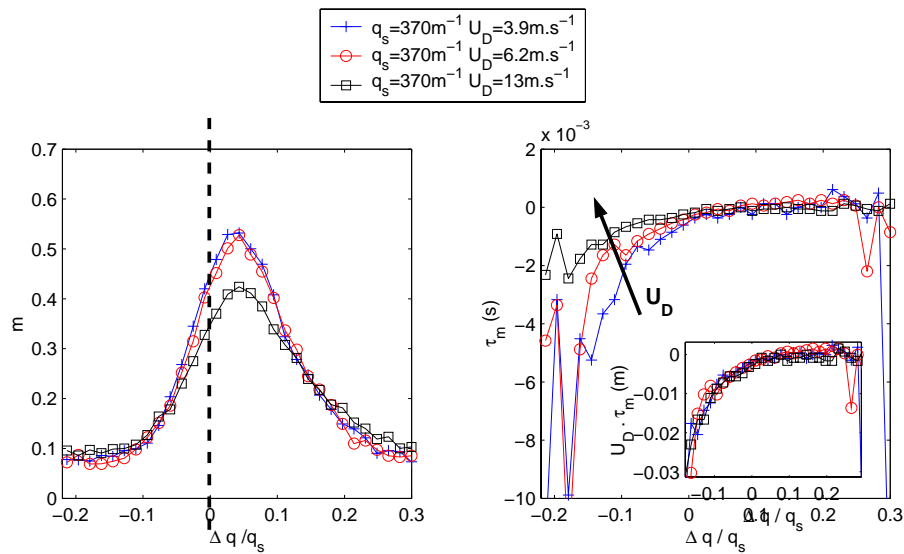 q_s=370m^−1 U_D=3.9m.s^−1
q_s=370m^−1 U_D=6.2m.s^−1
q_s=370m^−1 U_D=13m.s^−1
0.7
0.6
0.5
0.4
0.3
0.2
0.1
0
m
−0.2 −0.1 0 0.1 0.2 0.3
Δ q /q_s
x 10^−3
2
0
−2
−4
−6
−8
−10
τ_m (s)
U_D
−0.2 −0.1 0 0.1 0.2 0.3
Δ q / q_s
0
−0.01
−0.02
−0.03
U_D . τ_m (m)
−0.1 0 0.1 0.2
Δ q / q_s